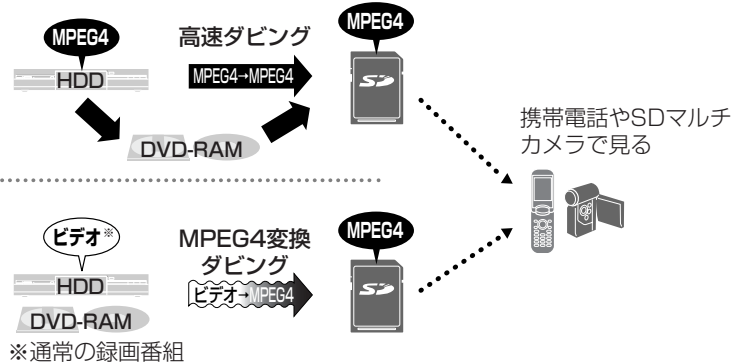 MPEG4
高速ダビング
MPEG4
HDD
MPEG4→MPEG4
SD
DVD-RAM
携帯電話やSDマルチ
カメラで見る
ビデオ※
MPEG4変換
ダビング
MPEG4
HDD
ビデオ→MPEG4
SD
DVD-RAM
※通常の録画番組